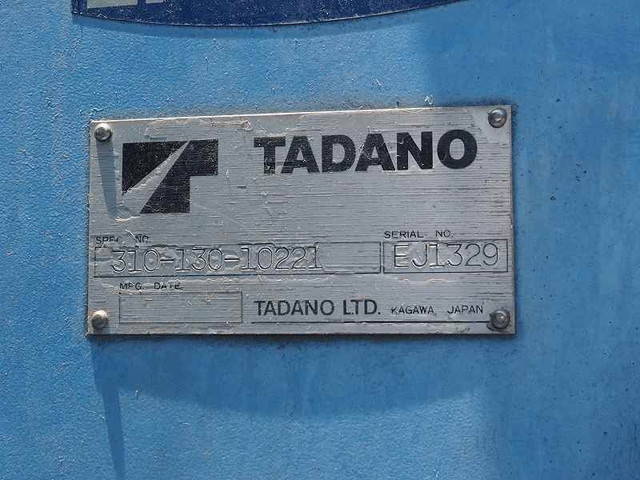 TADANO
SPEC. NO.
SERIAL NO.
310-130-10221
EJ1329
MFG. DATE
TADANO LTD. KAGAWA, JAPAN